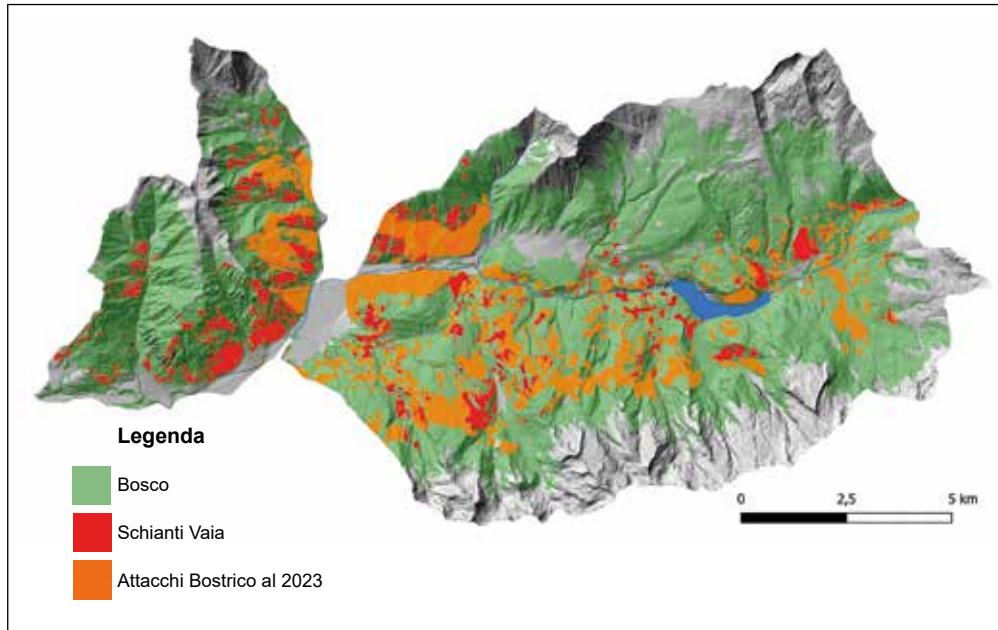 Legenda
Bosco
Schianti Vaia
Attacchi Bostrico al 2023
0 2,5 5 km